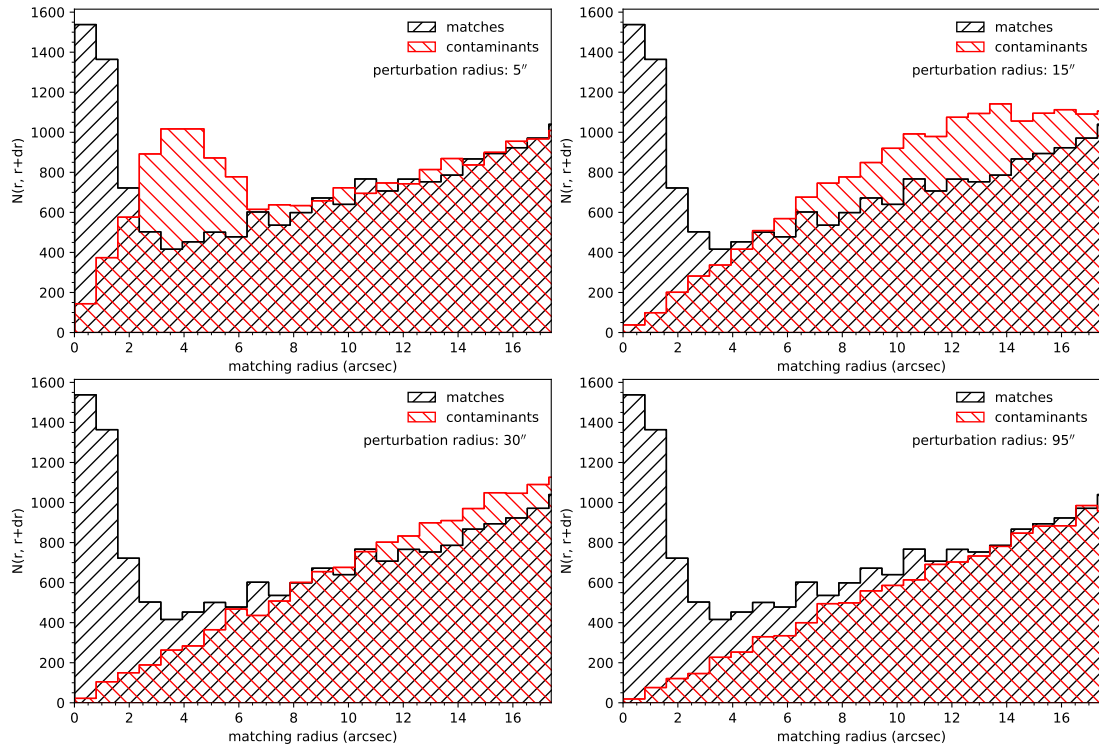 1600
1400
1200
1000
800
600
400
200
0
N(r, r+dr)
matches
contaminants
perturbation radius: 5″
0 2 4 6 8 10 12 14 16
matching radius (arcsec)
1600
1400
1200
1000
800
600
400
200
0
N(r, r+dr)
matches
contaminants
perturbation radius: 15″
0 2 4 6 8 10 12 14 16
matching radius (arcsec)
1600
1400
1200
1000
800
600
400
200
0
N(r, r+dr)
matches
contaminants
perturbation radius: 30″
0 2 4 6 8 10 12 14 16
matching radius (arcsec)
1600
1400
1200
1000
800
600
400
200
0
N(r, r+dr)
matches
contaminants
perturbation radius: 95″
0 2 4 6 8 10 12 14 16
matching radius (arcsec)